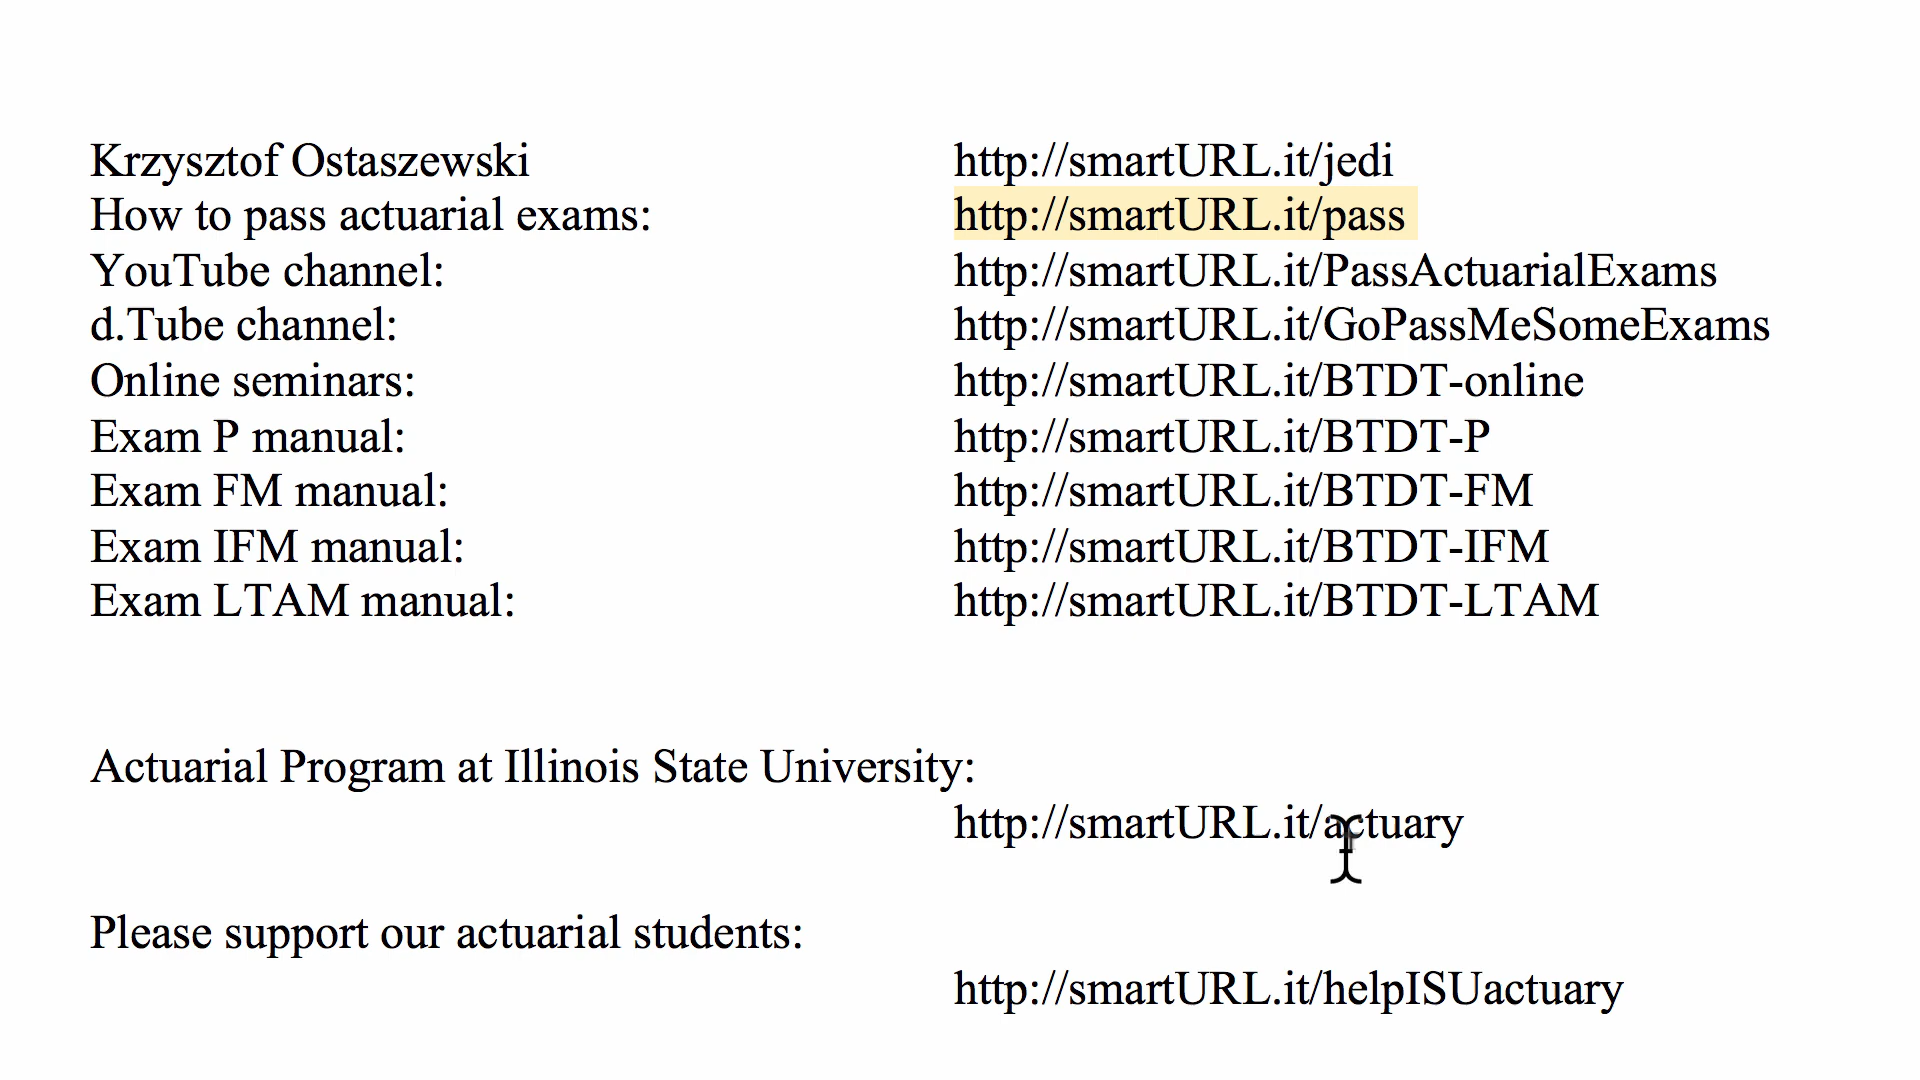 Krzysztof Ostaszewski http://smartURL.it/jedi
How to pass actuarial exams: http://smartURL.it/pass
YouTube channel: http://smartURL.it/PassActuarialExams
d.Tube channel: http://smartURL.it/GoPassMeSomeExams
Online seminars: http://smartURL.it/BTDT-online
Exam P manual: http://smartURL.it/BTDT-P
Exam FM manual: http://smartURL.it/BTDT-FM
Exam IFM manual: http://smartURL.it/BTDT-IFM
Exam LTAM manual: http://smartURL.it/BTDT-LTAM
Actuarial Program at Illinois State University:
http://smartURL.it/actuary
Please support our actuarial students:
http://smartURL.it/helpISUactuary